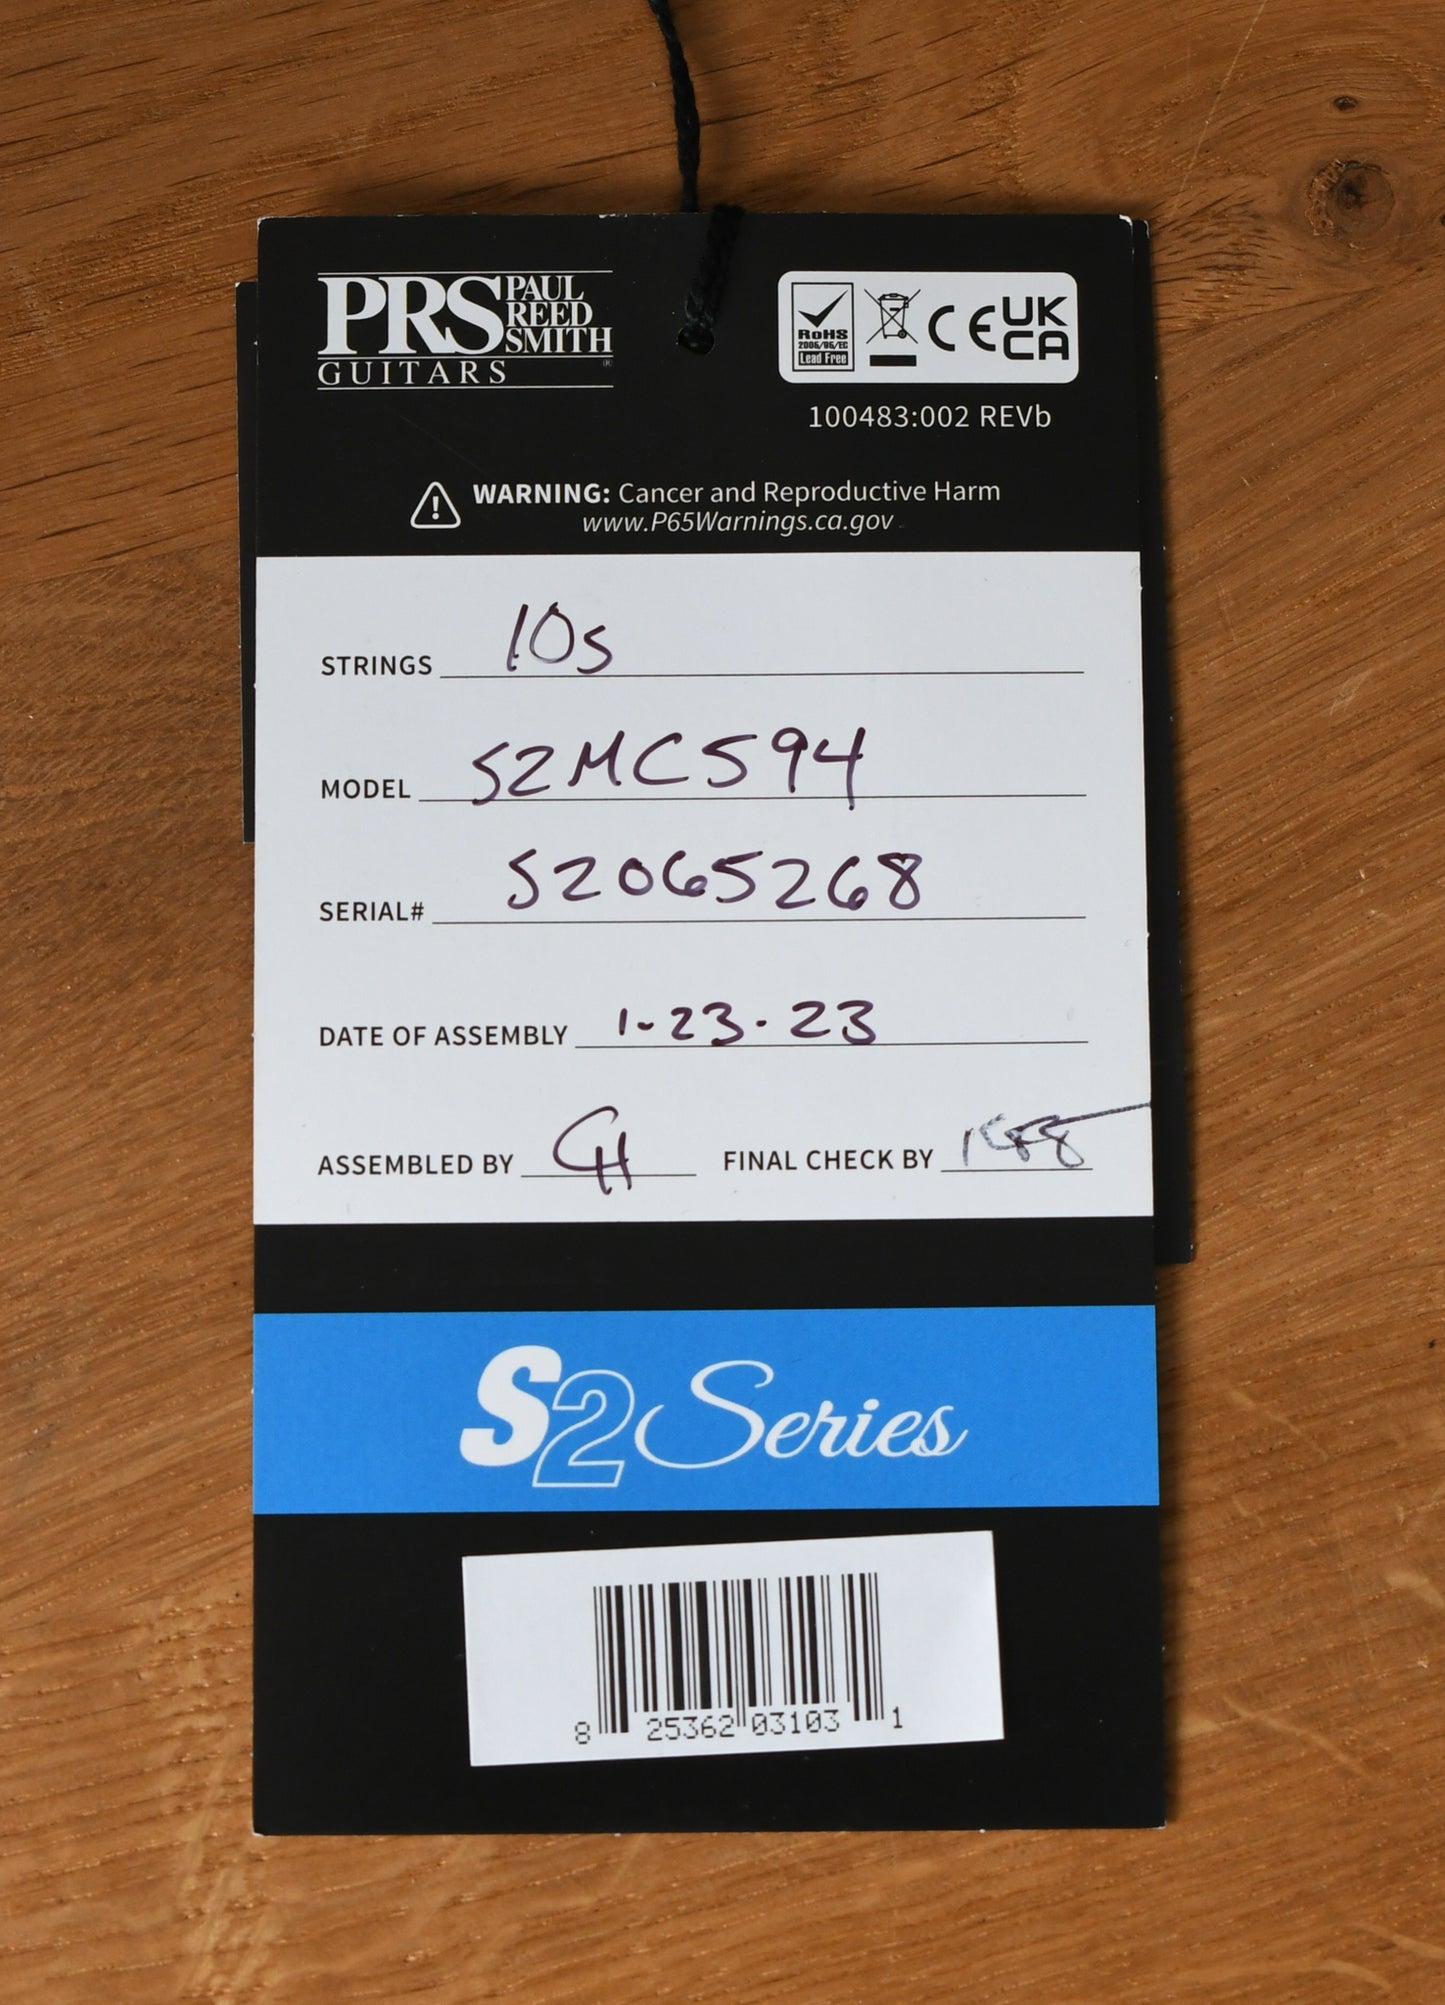 PRS PAUL REED SMITH
GUITARS ®
RoHS
2005/95/EC
Lead Free
CE UK CA
100483:002 REVb
WARNING: Cancer and Reproductive Harm
www.P65Warnings.ca.gov
STRINGS 10s
MODEL S2MC594
SERIAL# S2065268
DATE OF ASSEMBLY 1-23-23
ASSEMBLED BY CH FINAL CHECK BY
S2 Series
8 25362 03103 1